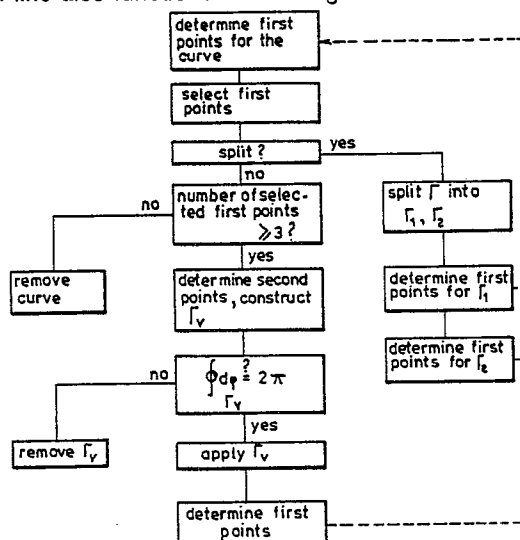 determine first
points for the
curve
select first
points
split ?
yes
no
number of selec-
ted first points
≥3 ?
no
yes
split Γ into
Γ1, Γ2
remove
curve
determine second
points, construct
Γv
determine first
points for Γ1
determine first
points for Γ2
∮dφ ≟ 2π
Γv
no
yes
remove Γv
apply Γv
determine first
points